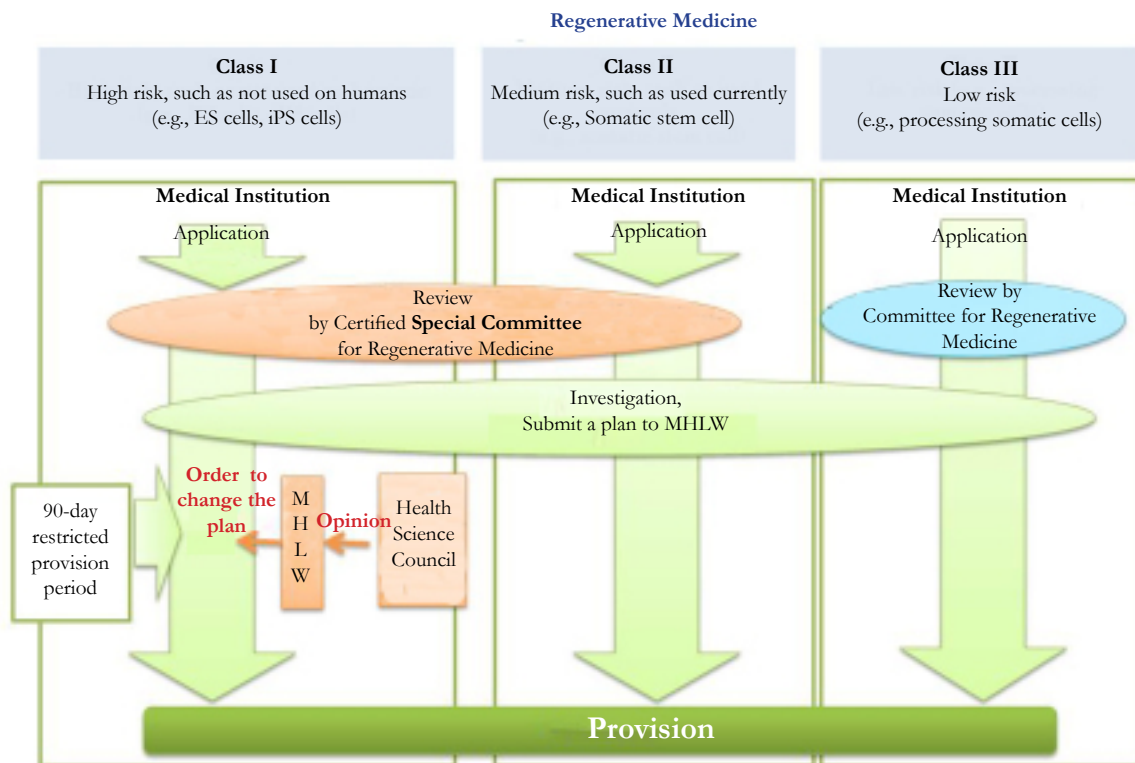 Regenerative Medicine
Class I
High risk, such as not used on humans
(e.g., ES cells, iPS cells)
Class II
Medium risk, such as used currently
(e.g., Somatic stem cell)
Class III
Low risk
(e.g., processing somatic cells)
Medical Institution
Application
Medical Institution
Application
Medical Institution
Application
Review
by Certified Special Committee
for Regenerative Medicine
Review by
Committee for Regenerative
Medicine
Investigation,
Submit a plan to MHLW
90-day
restricted
provision
period
Order to
change the
plan
M
H
L
W
Opinion
Health
Science
Council
Provision